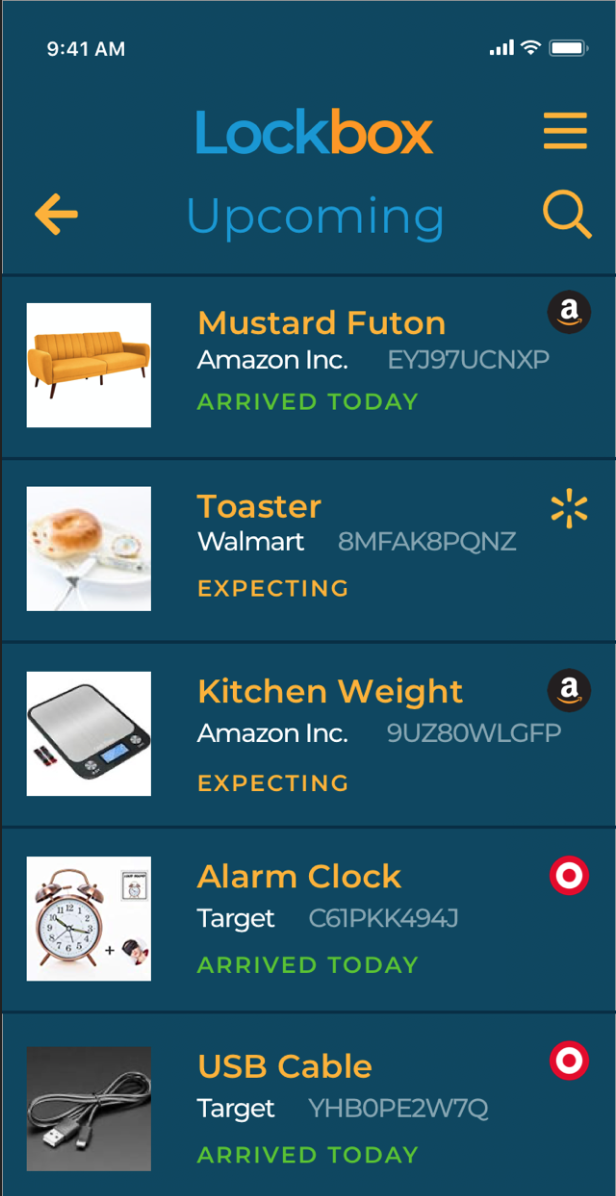 9:41 AM
Lockbox
Upcoming
Mustard Futon
Amazon Inc. EYJ97UCNXP
ARRIVED TODAY
Toaster
Walmart 8MFAK8PQNZ
EXPECTING
Kitchen Weight
Amazon Inc. 9UZ80WLGFP
EXPECTING
Alarm Clock
Target C61PKK494J
ARRIVED TODAY
USB Cable
Target YHB0PE2W7Q
ARRIVED TODAY